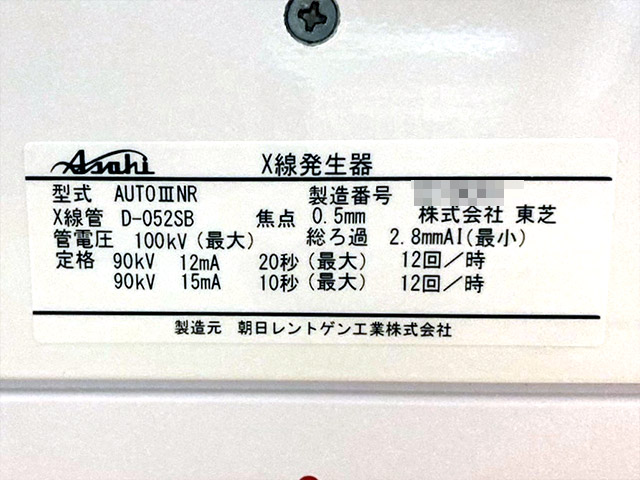 Asahi X線発生器
型式 AUTOⅢNR 製造番号
X線管 D-052SB 焦点 0.5mm 株式会社 東芝
管電圧 100kV (最大) 総ろ過 2.8mmAl(最小)
定格 90kV 12mA 20秒 (最大) 12回/時
90kV 15mA 10秒 (最大) 12回/時
製造元 朝日レントゲン工業株式会社